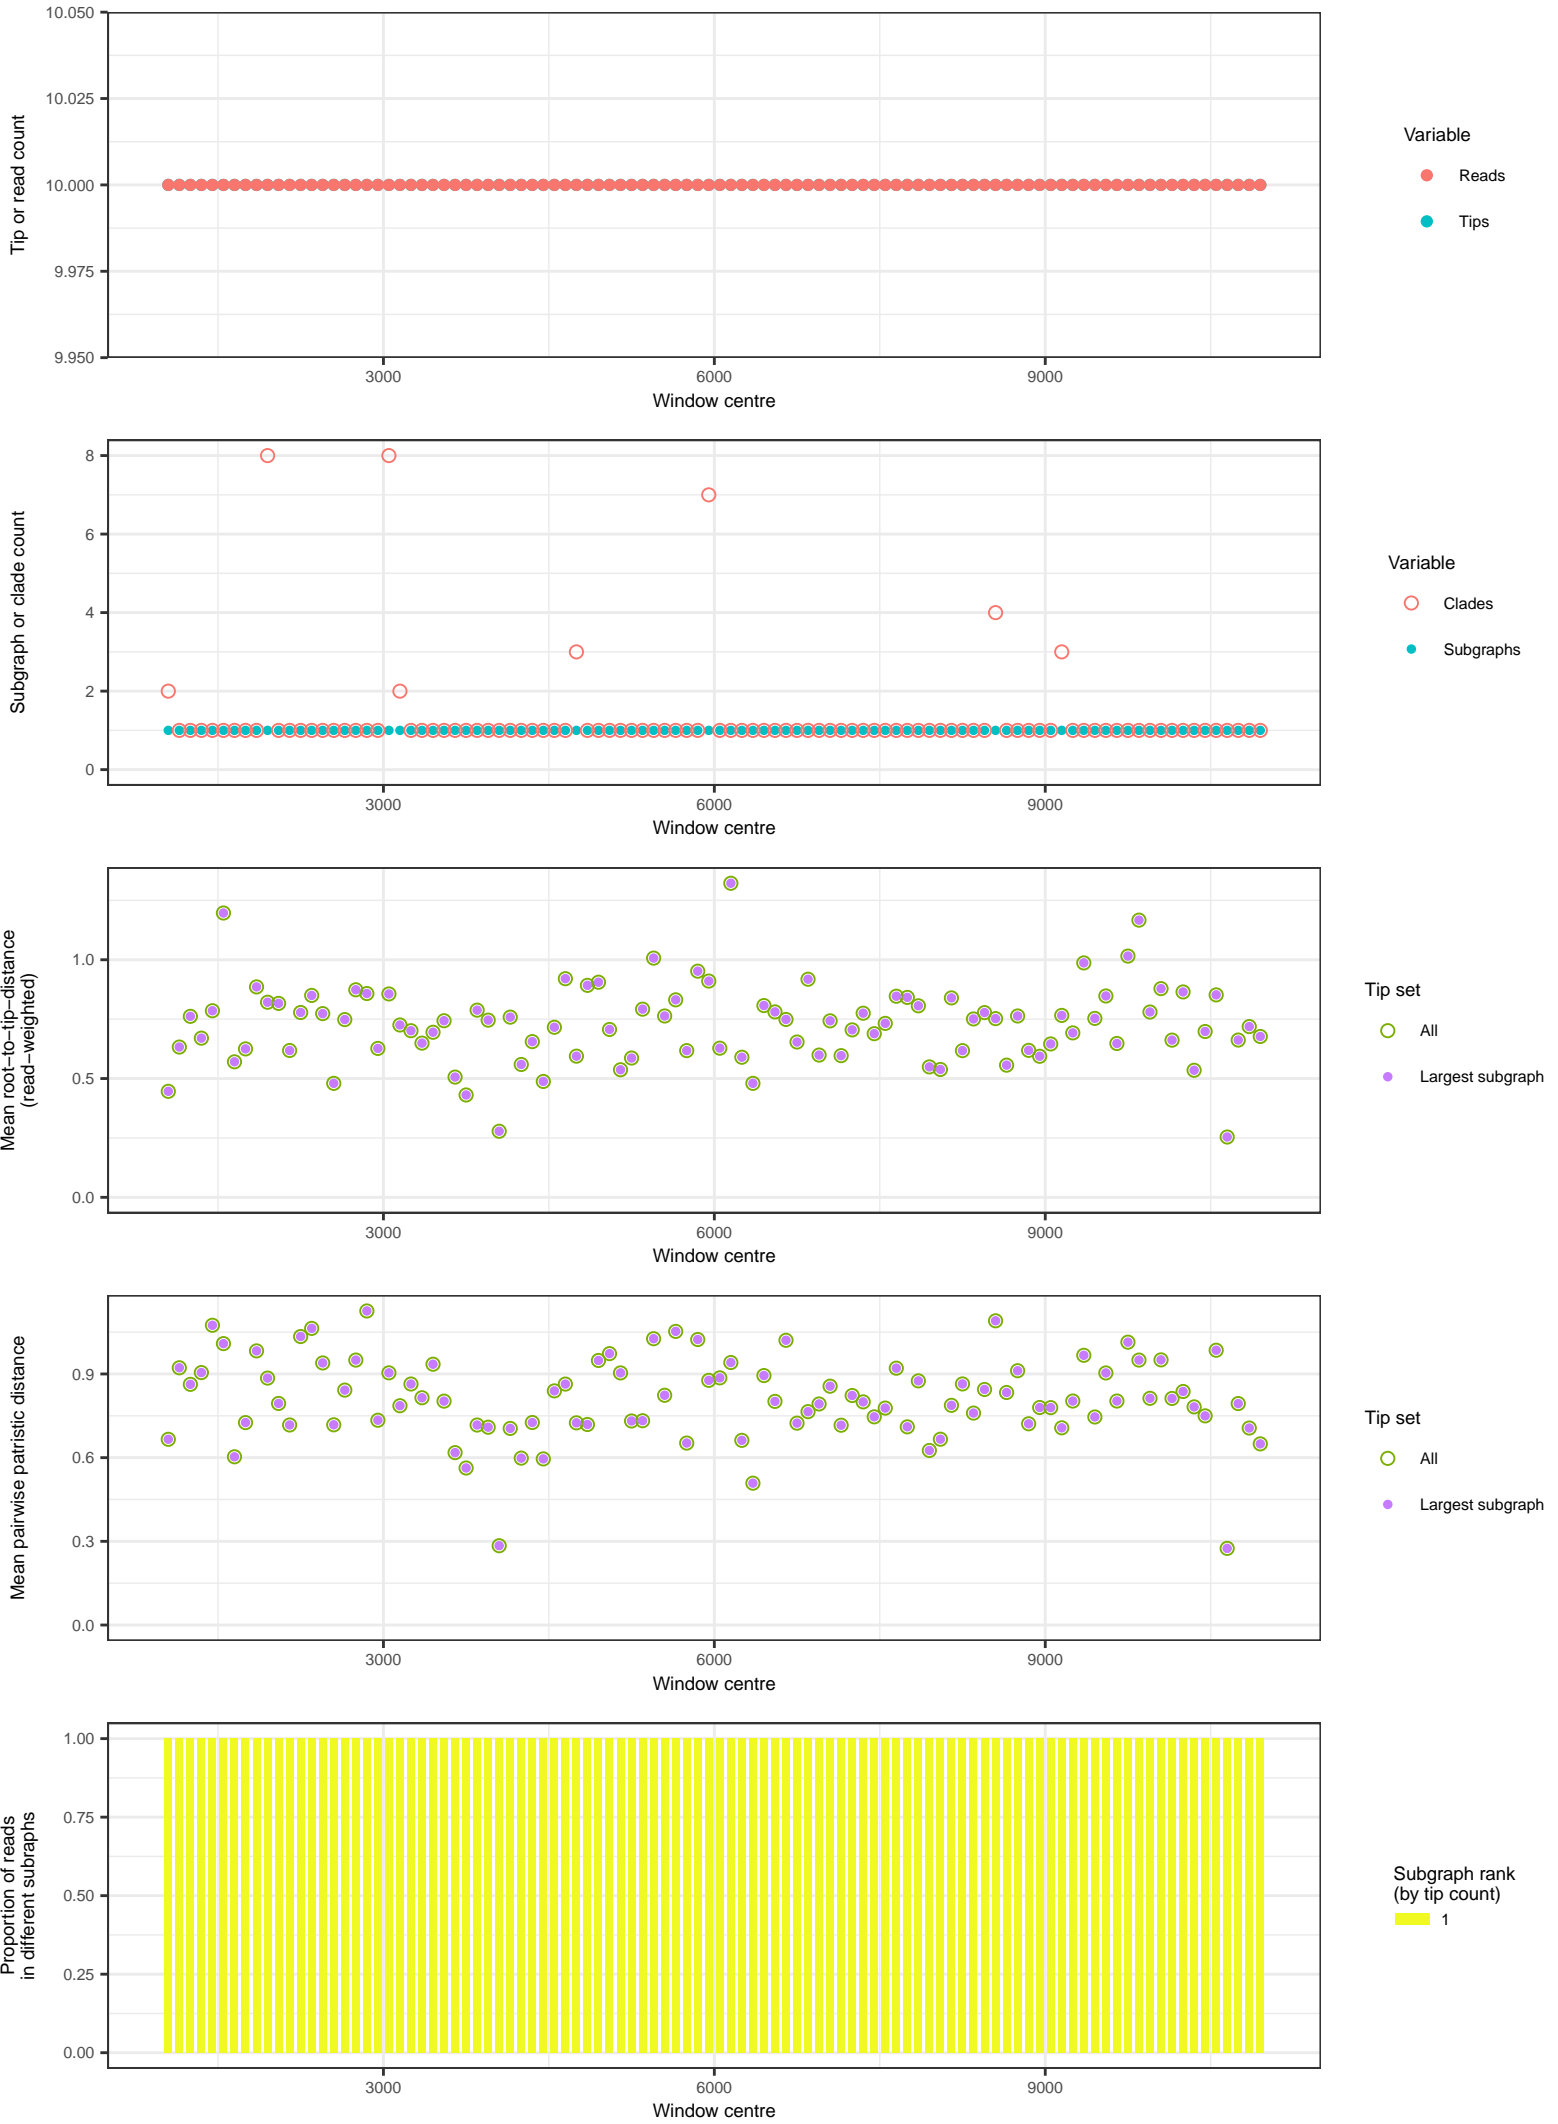 10.050
10.025
10.000
9.975
9.950
Tip or read count
3000 6000 9000
Window centre
Variable
Reads
Tips
8
6
4
2
0
Subgraph or clade count
3000 6000 9000
Window centre
Variable
Clades
Subgraphs
1.0
0.5
0.0
Mean root−to−tip−distance
(read−weighted)
3000 6000 9000
Window centre
Tip set
All
Largest subgraph
0.9
0.6
0.3
0.0
Mean pairwise patristic distance
3000 6000 9000
Window centre
Tip set
All
Largest subgraph
1.00
0.75
0.50
0.25
0.00
Proportion of reads
in different subraphs
3000 6000 9000
Window centre
Subgraph rank
(by tip count)
1